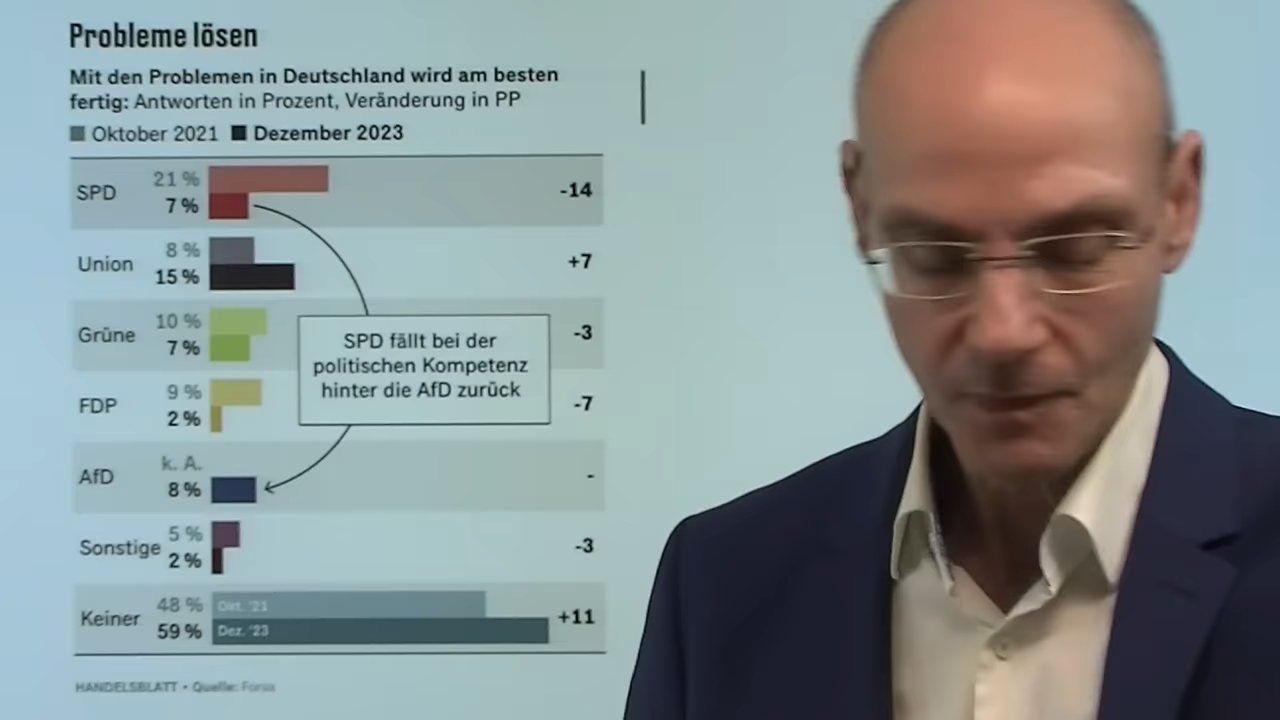 Probleme lösen
Mit den Problemen in Deutschland wird am besten
fertig: Antworten in Prozent, Veränderung in PP
Oktober 2021 Dezember 2023
SPD 21 % 7 % -14
Union 8 % 15 % +7
Grüne 10 % 7 % -3
SPD fällt bei der
politischen Kompetenz
hinter die AfD zurück
FDP 9 % 2 % -7
AfD k. A. 8 % -
Sonstige 5 % 2 % -3
Keiner 48 % Okt. '21
59 % Dez. '23 +11
HANDELSBLATT • Quelle: Forsa